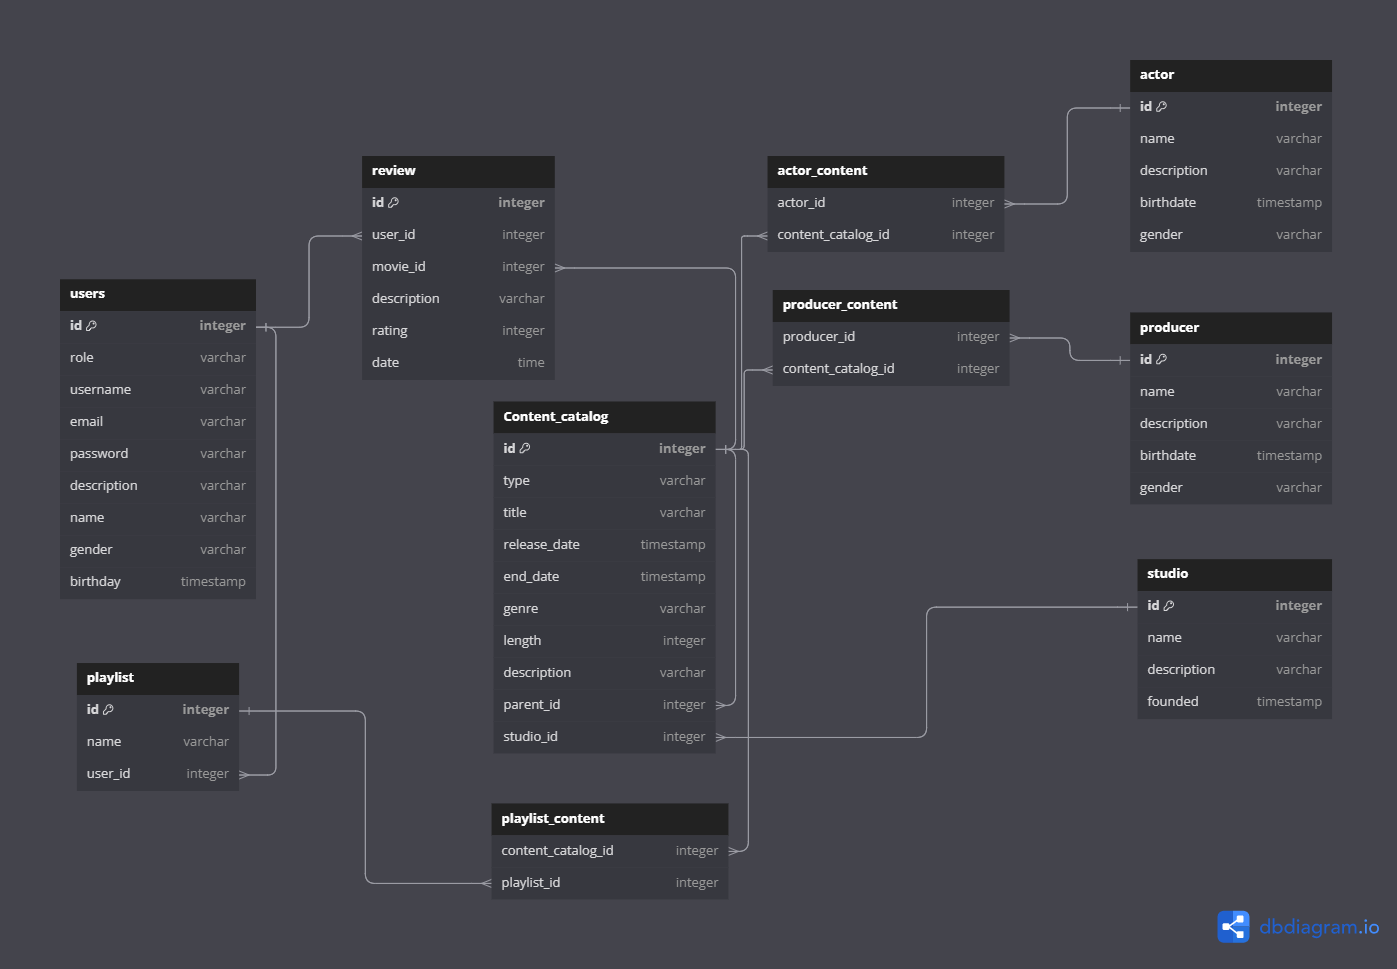 users
id integer
role varchar
username varchar
email varchar
password varchar
description varchar
name varchar
gender varchar
birthday timestamp
playlist
id integer
name varchar
user_id integer
review
id integer
user_id integer
movie_id integer
description varchar
rating integer
date time
Content_catalog
id integer
type varchar
title varchar
release_date timestamp
end_date timestamp
genre varchar
length integer
description varchar
parent_id integer
studio_id integer
playlist_content
content_catalog_id integer
playlist_id integer
actor_content
actor_id integer
content_catalog_id integer
producer_content
producer_id integer
content_catalog_id integer
actor
id integer
name varchar
description varchar
birthdate timestamp
gender varchar
producer
id integer
name varchar
description varchar
birthdate timestamp
gender varchar
studio
id integer
name varchar
description varchar
founded timestamp
dbdiagram.io